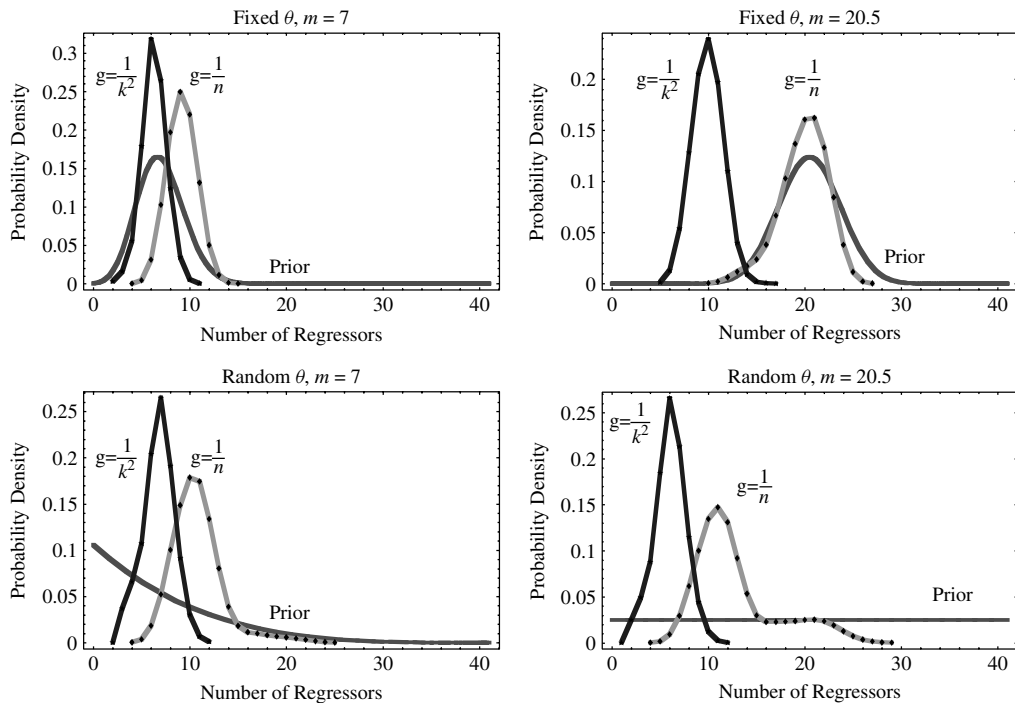 Fixed θ, m = 7
0.3
0.25
0.2
0.15
0.1
0.05
0
Probability Density
g=1/k²
g=1/n
Prior
0 10 20 30 40
Number of Regressors
Fixed θ, m = 20.5
0.2
0.15
0.1
0.05
0
Probability Density
g=1/k²
g=1/n
Prior
0 10 20 30 40
Number of Regressors
Random θ, m = 7
0.25
0.2
0.15
0.1
0.05
0
Probability Density
g=1/k²
g=1/n
Prior
0 10 20 30 40
Number of Regressors
Random θ, m = 20.5
0.25
0.2
0.15
0.1
0.05
0
Probability Density
g=1/k²
g=1/n
Prior
0 10 20 30 40
Number of Regressors